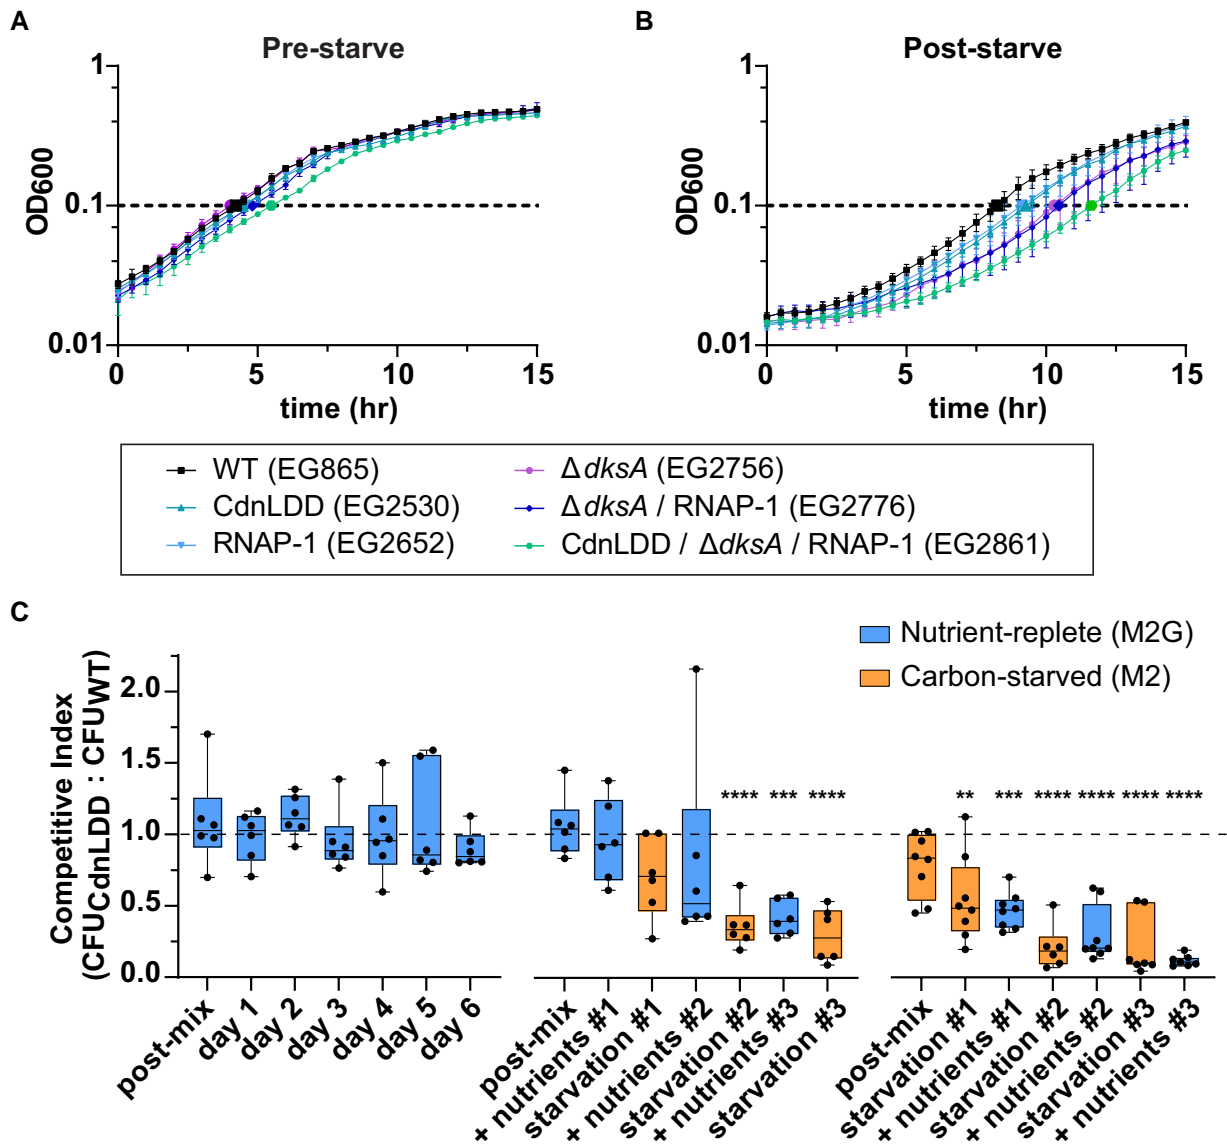 A
Pre-starve
OD600
1
0.1
0.01
0
5
10
15
time (hr)
B
Post-starve
OD600
1
0.1
0.01
0
5
10
15
time (hr)
WT (EG865)
CdnLDD (EG2530)
RNAP-1 (EG2652)
ΔdksA (EG2756)
ΔdksA / RNAP-1 (EG2776)
CdnLDD / ΔdksA / RNAP-1 (EG2861)
C
Nutrient-replete (M2G)
Carbon-starved (M2)
Competitive Index
(CFUCdnLDD : CFUWT)
2.0
1.5
1.0
0.5
0.0
post-mix
day 1
day 2
day 3
day 4
day 5
day 6
**** *** ****
post-mix
+ nutrients #1
starvation #1
+ nutrients #2
starvation #2
+ nutrients #3
starvation #3
** *** **** **** **** ****
post-mix
starvation #1
+ nutrients #1
starvation #2
+ nutrients #2
starvation #3
+ nutrients #3